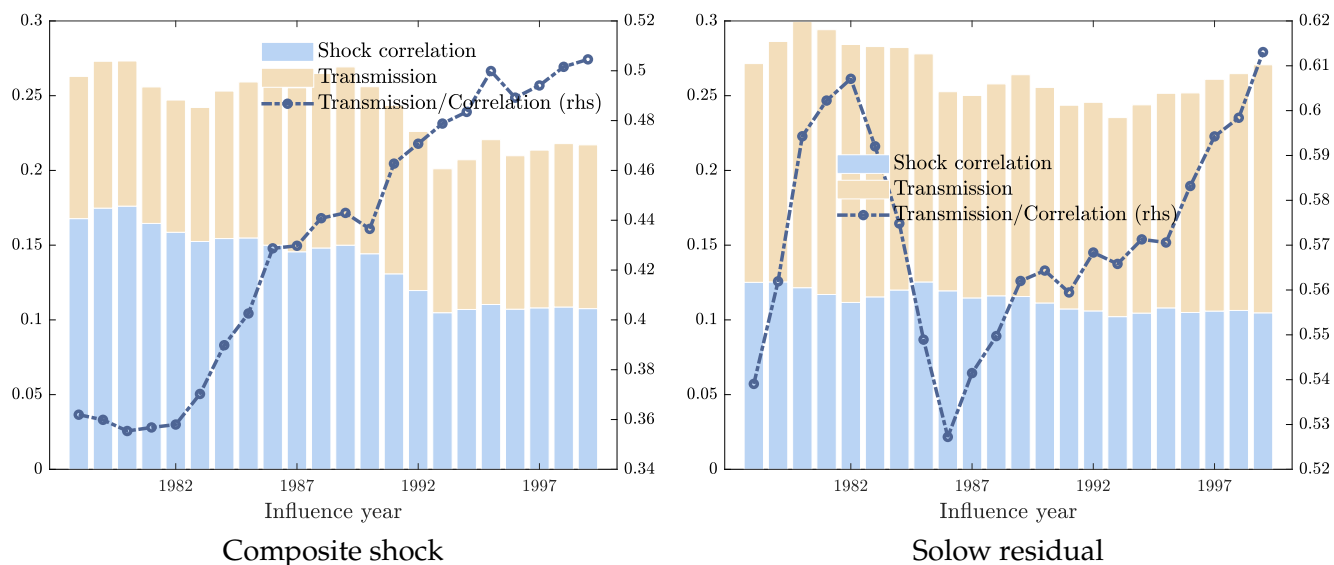 0.3
0.25
0.2
0.15
0.1
0.05
0
Shock correlation
Transmission
Transmission/Correlation (rhs)
0.52
0.5
0.48
0.46
0.44
0.42
0.4
0.38
0.36
0.34
1982 1987 1992 1997
Influence year
Composite shock
0.3
0.25
0.2
0.15
0.1
0.05
0
Shock correlation
Transmission
Transmission/Correlation (rhs)
0.62
0.61
0.6
0.59
0.58
0.57
0.56
0.55
0.54
0.53
0.52
1982 1987 1992 1997
Influence year
Solow residual